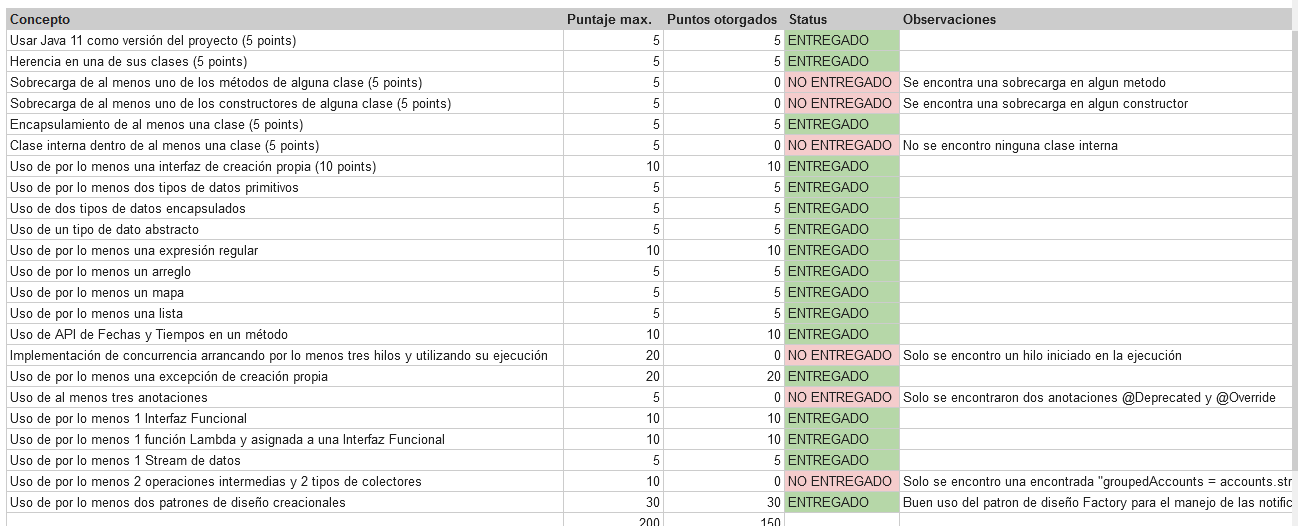 Concepto Puntaje max. Puntos otorgados Status Observaciones
Usar Java 11 como versión del proyecto (5 points) 5 5 ENTREGADO
Herencia en una de sus clases (5 points) 5 5 ENTREGADO
Sobrecarga de al menos uno de los métodos de alguna clase (5 points) 5 0 NO ENTREGADO Se encontra una sobrecarga en algun metodo
Sobrecarga de al menos uno de los constructores de alguna clase (5 points) 5 0 NO ENTREGADO Se encontra una sobrecarga en algun constructor
Encapsulamiento de al menos una clase (5 points) 5 5 ENTREGADO
Clase interna dentro de al menos una clase (5 points) 5 0 NO ENTREGADO No se encontro ninguna clase interna
Uso de por lo menos una interfaz de creación propia (10 points) 10 10 ENTREGADO
Uso de por lo menos dos tipos de datos primitivos 5 5 ENTREGADO
Uso de dos tipos de datos encapsulados 5 5 ENTREGADO
Uso de un tipo de dato abstracto 5 5 ENTREGADO
Uso de por lo menos una expresión regular 10 10 ENTREGADO
Uso de por lo menos un arreglo 5 5 ENTREGADO
Uso de por lo menos un mapa 5 5 ENTREGADO
Uso de por lo menos una lista 5 5 ENTREGADO
Uso de API de Fechas y Tiempos en un método 10 10 ENTREGADO
Implementación de concurrencia arrancando por lo menos tres hilos y utilizando su ejecución 20 0 NO ENTREGADO Solo se encontro un hilo iniciado en la ejecución
Uso de por lo menos una excepción de creación propia 20 20 ENTREGADO
Uso de al menos tres anotaciones 5 0 NO ENTREGADO Solo se encontraron dos anotaciones @Deprecated y @Override
Uso de por lo menos 1 Interfaz Funcional 10 10 ENTREGADO
Uso de por lo menos 1 función Lambda y asignada a una Interfaz Funcional 10 10 ENTREGADO
Uso de por lo menos 1 Stream de datos 5 5 ENTREGADO
Uso de por lo menos 2 operaciones intermedias y 2 tipos de colectores 10 0 NO ENTREGADO Solo se encontro una encontrada "groupedAccounts = accounts.str
Uso de por lo menos dos patrones de diseño creacionales 30 30 ENTREGADO Buen uso del patron de diseño Factory para el manejo de las notific
200 150